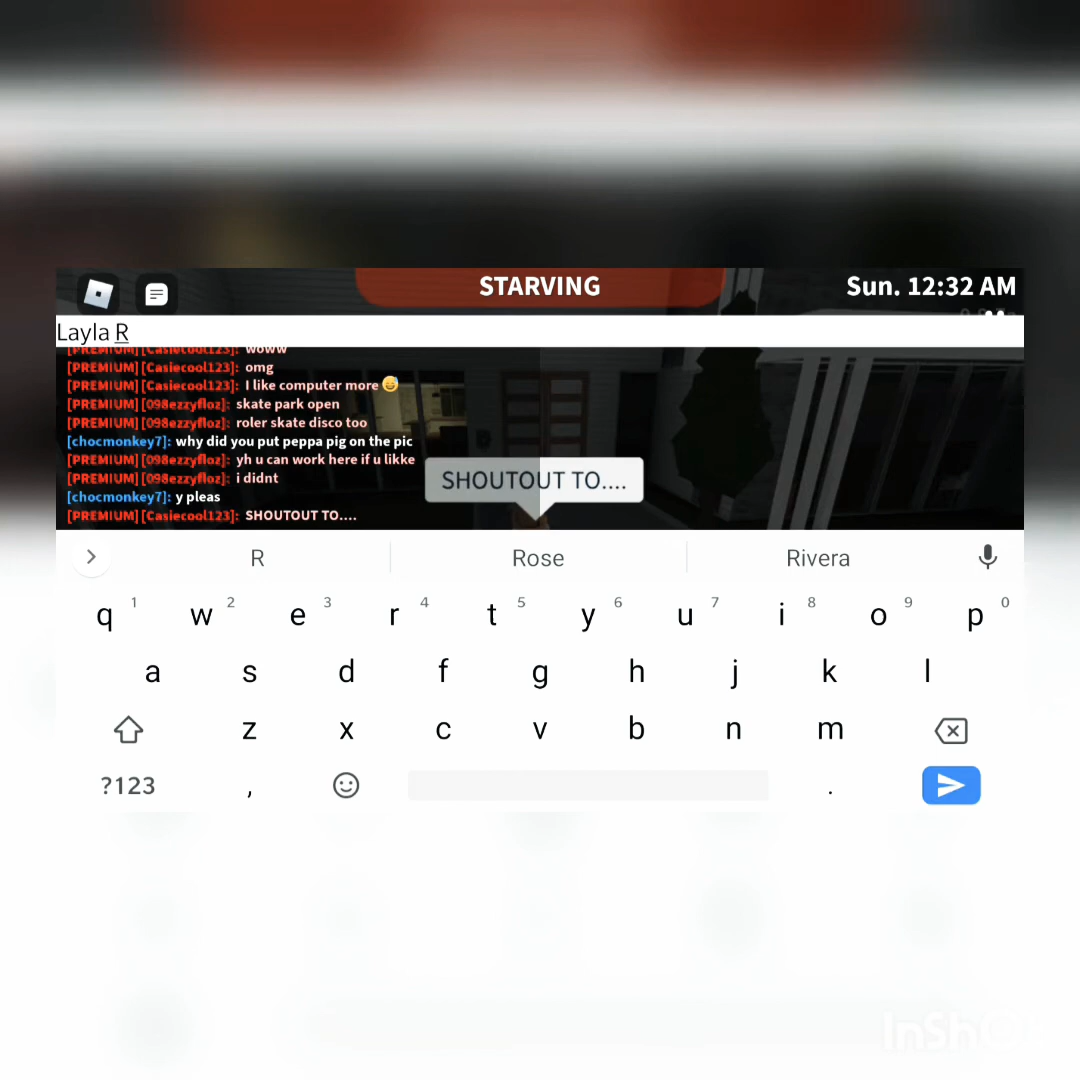 STARVING
Sun. 12:32 AM
Layla R
[PREMIUM] [Casiecool123]: woww
[PREMIUM] [Casiecool123]: omg
[PREMIUM] [Casiecool123]: I like computer more 😅
[PREMIUM] [098ezzyfloz]: skate park open
[PREMIUM] [098ezzyfloz]: roler skate disco too
[chocmonkey7]: why did you put peppa pig on the pic
[PREMIUM] [098ezzyfloz]: yh u can work here if u likke
[PREMIUM] [098ezzyfloz]: i didnt
[chocmonkey7]: y pleas
[PREMIUM] [Casiecool123]: SHOUTOUT TO....
SHOUTOUT TO....
R Rose Rivera
q 1 w 2 e 3 r 4 t 5 y 6 u 7 i 8 o 9 p 0
a s d f g h j k l
z x c v b n m
?123 , .